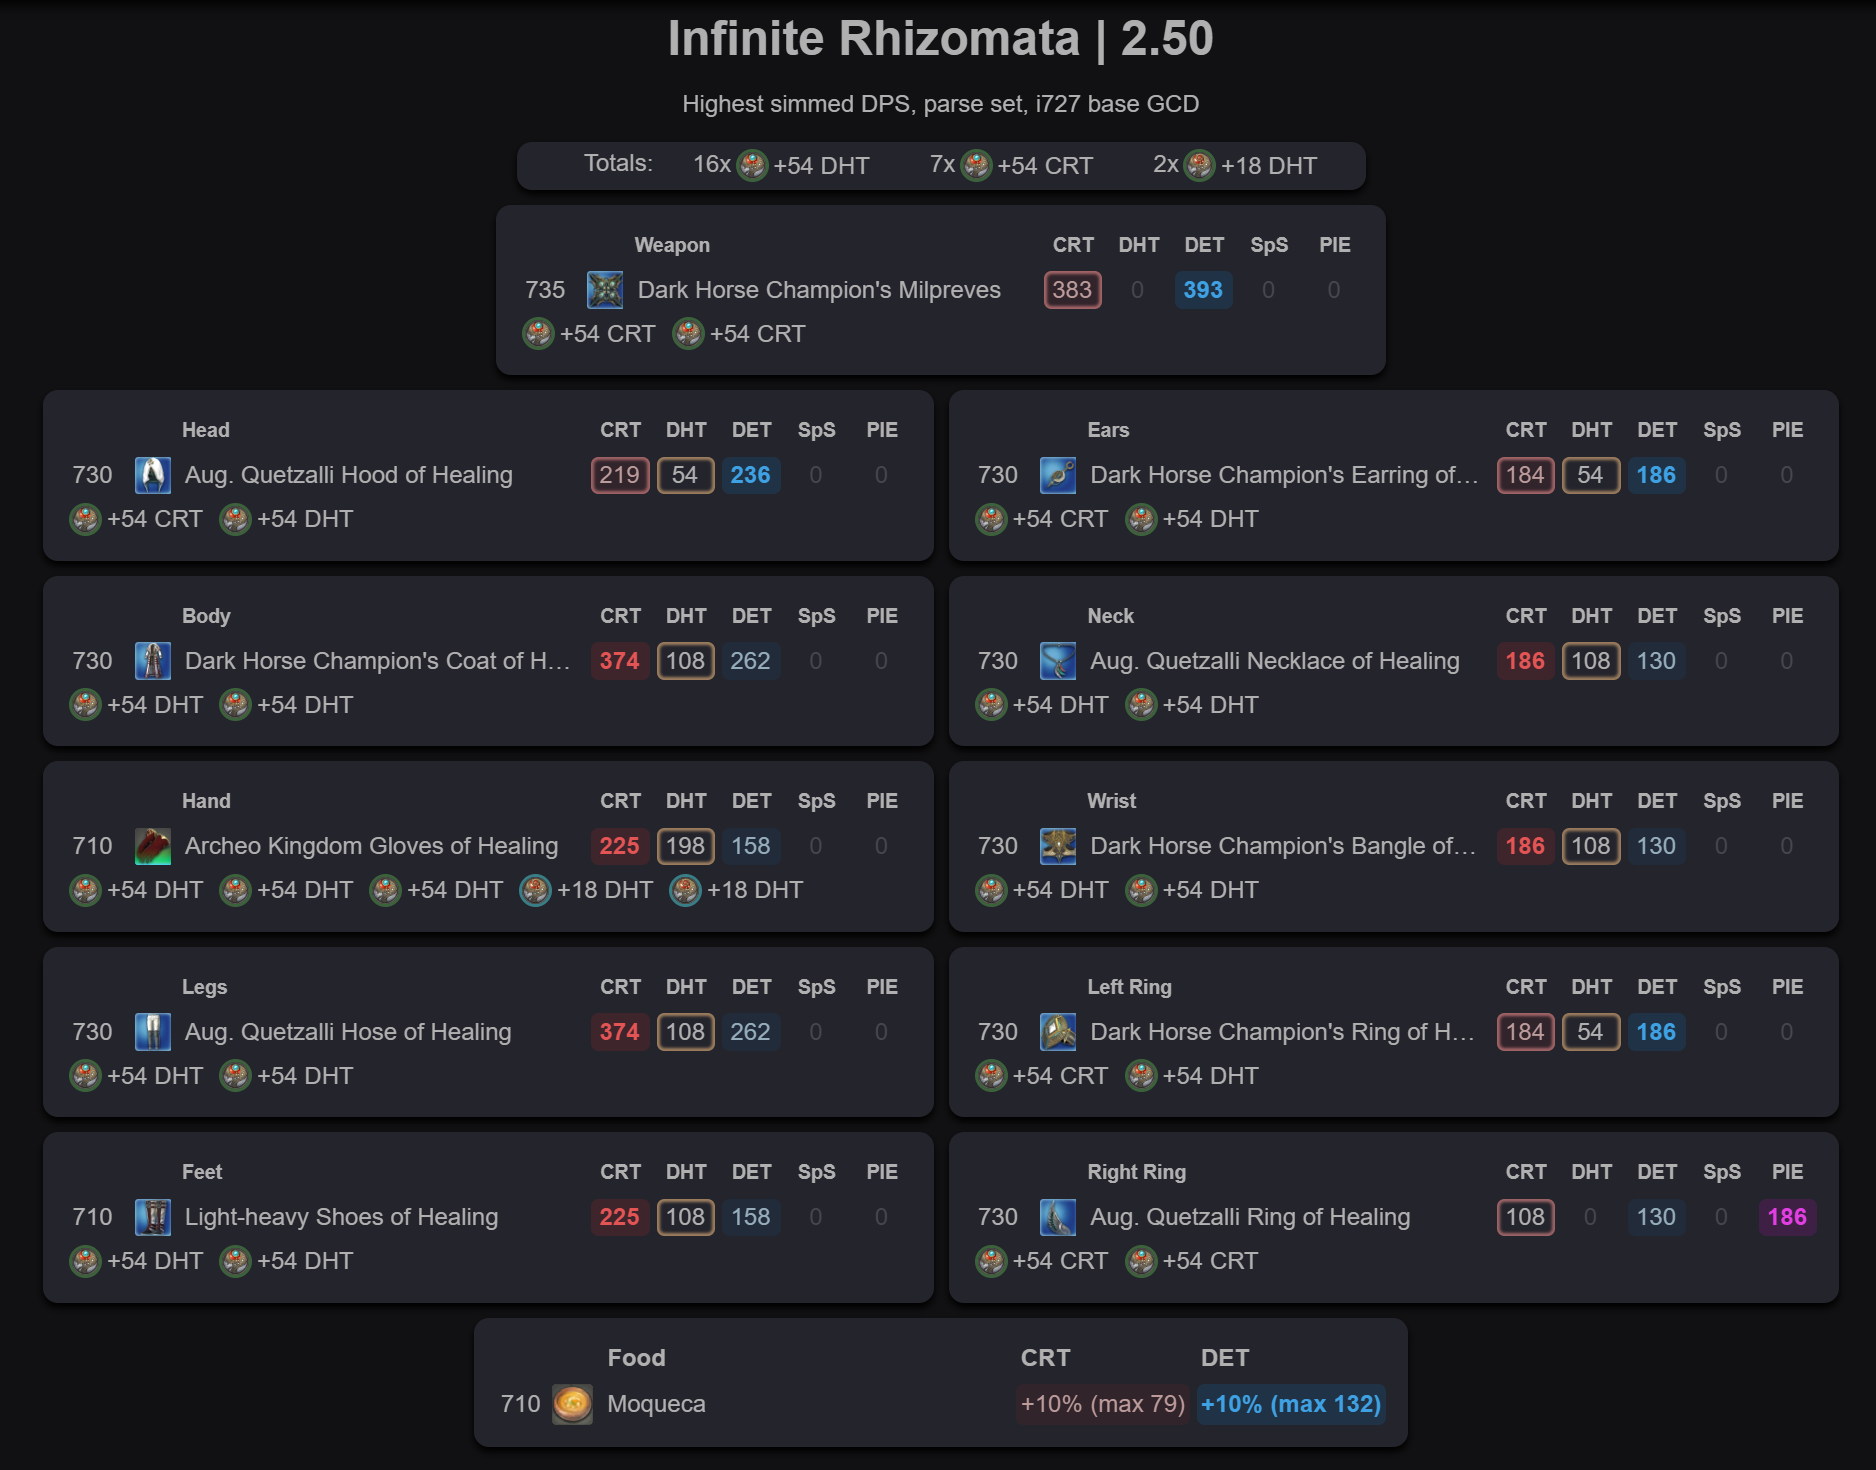 Infinite Rhizomata | 2.50
Highest simmed DPS, parse set, i727 base GCD
Totals: 16x +54 DHT 7x +54 CRT 2x +18 DHT
Weapon CRT DHT DET SpS PIE
735 Dark Horse Champion's Milpreves 383 0 393 0 0
+54 CRT +54 CRT
Head CRT DHT DET SpS PIE
730 Aug. Quetzalli Hood of Healing 219 54 236 0 0
+54 CRT +54 DHT
Ears CRT DHT DET SpS PIE
730 Dark Horse Champion's Earring of... 184 54 186 0 0
+54 CRT +54 DHT
Body CRT DHT DET SpS PIE
730 Dark Horse Champion's Coat of H... 374 108 262 0 0
+54 DHT +54 DHT
Neck CRT DHT DET SpS PIE
730 Aug. Quetzalli Necklace of Healing 186 108 130 0 0
+54 DHT +54 DHT
Hand CRT DHT DET SpS PIE
710 Archeo Kingdom Gloves of Healing 225 198 158 0 0
+54 DHT +54 DHT +54 DHT +18 DHT +18 DHT
Wrist CRT DHT DET SpS PIE
730 Dark Horse Champion's Bangle of... 186 108 130 0 0
+54 DHT +54 DHT
Legs CRT DHT DET SpS PIE
730 Aug. Quetzalli Hose of Healing 374 108 262 0 0
+54 DHT +54 DHT
Left Ring CRT DHT DET SpS PIE
730 Dark Horse Champion's Ring of H... 184 54 186 0 0
+54 CRT +54 DHT
Feet CRT DHT DET SpS PIE
710 Light-heavy Shoes of Healing 225 108 158 0 0
+54 DHT +54 DHT
Right Ring CRT DHT DET SpS PIE
730 Aug. Quetzalli Ring of Healing 108 0 130 0 186
+54 CRT +54 CRT
Food CRT DET
710 Moqueca +10% (max 79) +10% (max 132)